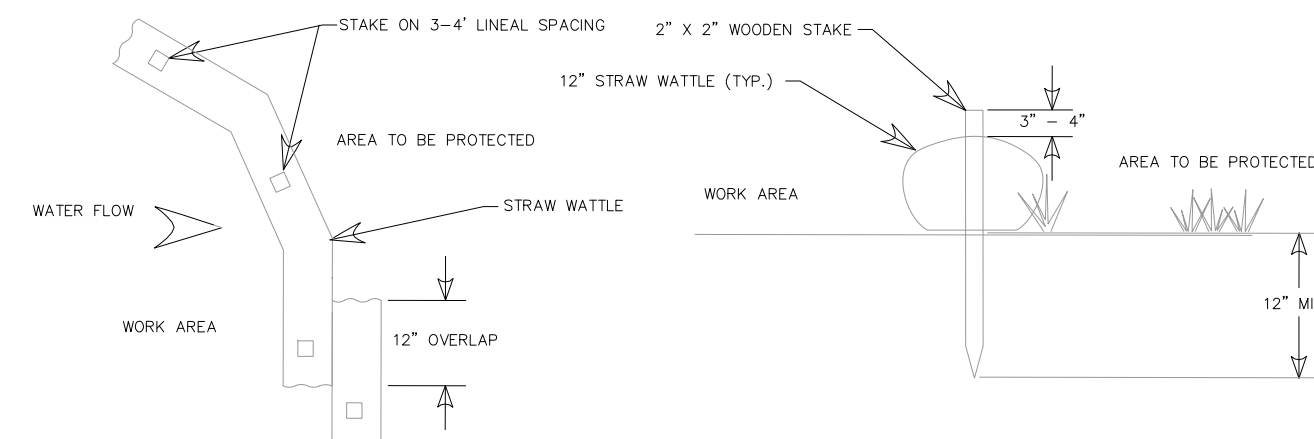 STAKE ON 3-4' LINEAL SPACING
AREA TO BE PROTECTED
WATER FLOW
STRAW WATTLE
WORK AREA
12" OVERLAP
2" X 2" WOODEN STAKE
12" STRAW WATTLE (TYP.)
3" - 4"
AREA TO BE PROTECTED
WORK AREA
12" MI